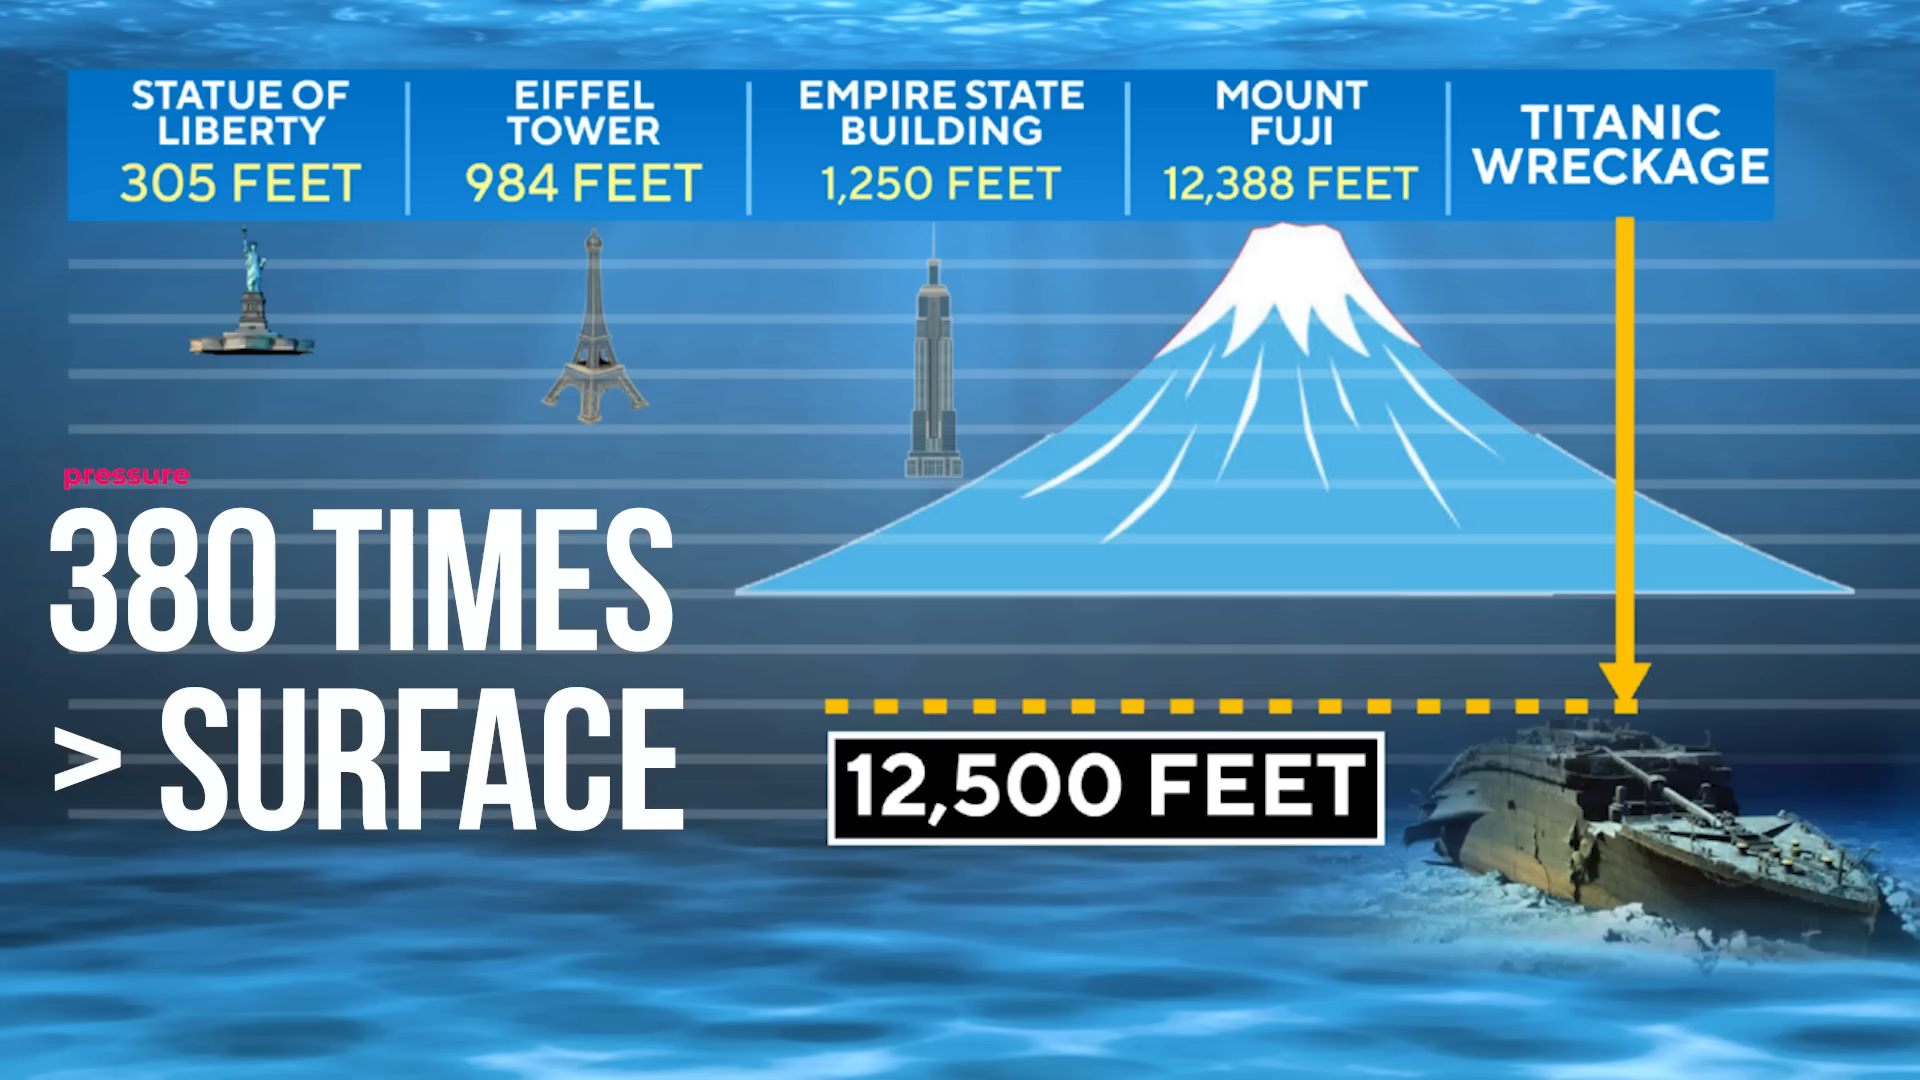 STATUE OF
LIBERTY
305 FEET
EIFFEL
TOWER
984 FEET
EMPIRE STATE
BUILDING
1,250 FEET
MOUNT
FUJI
12,388 FEET
TITANIC
WRECKAGE
pressure
380 TIMES
> SURFACE
12,500 FEET